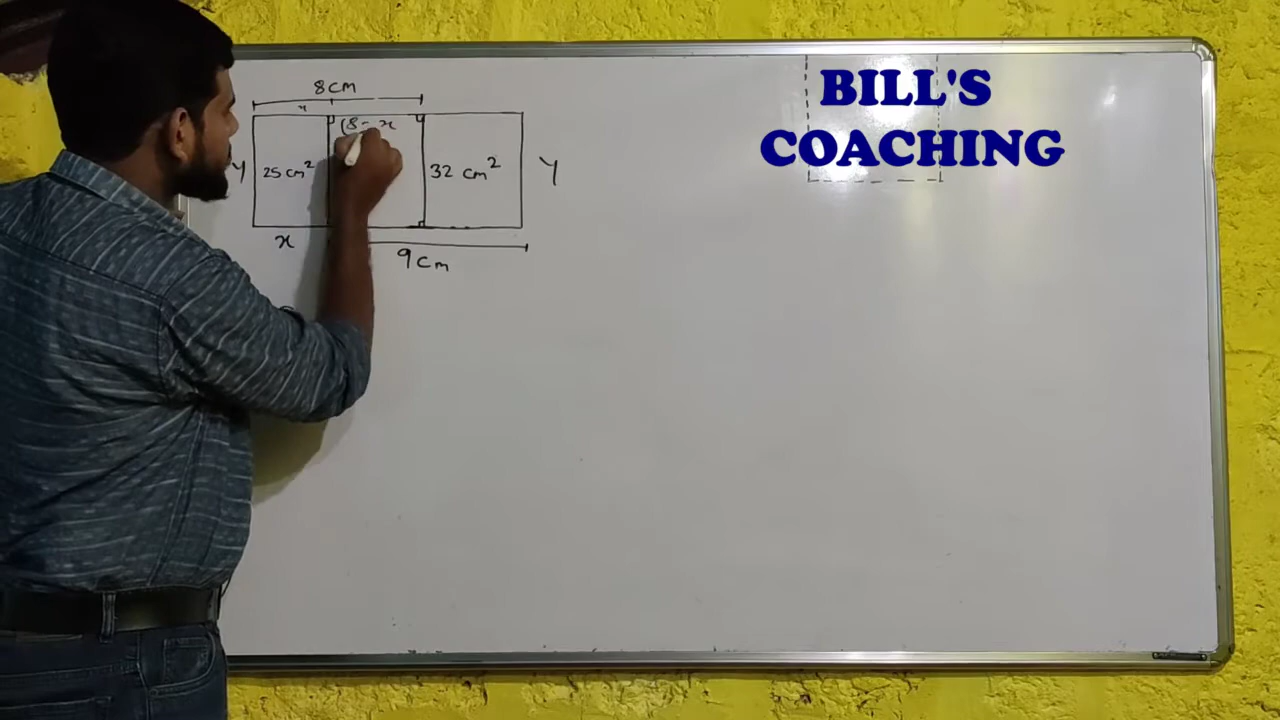 8cm
x
(8-x
BILL'S
COACHING
y
25 cm²
32 cm²
y
x
9cm